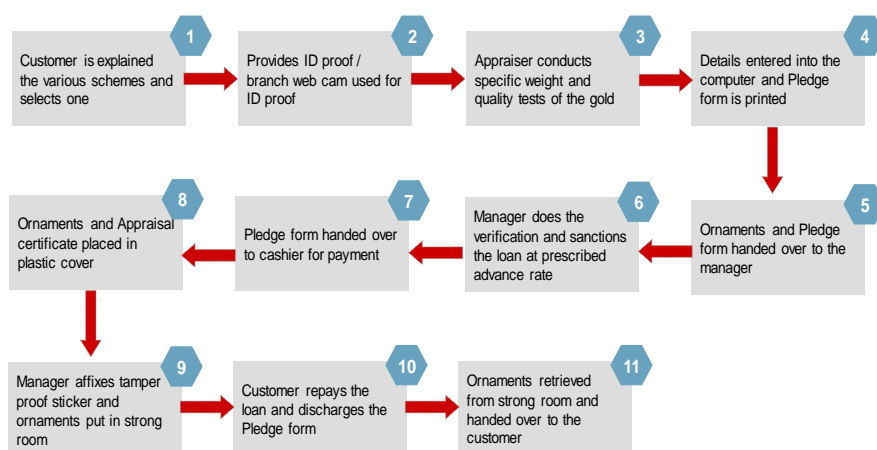 1
Customer is explained
the various schemes and
selects one
2
Provides ID proof /
branch web cam used for
ID proof
3
Appraiser conducts
specific weight and
quality tests of the gold
4
Details entered into the
computer and Pledge
form is printed
5
Ornaments and Pledge
form handed over to the
manager
6
Manager does the
verification and sanctions
the loan at prescribed
advance rate
7
Pledge form handed over
to cashier for payment
8
Ornaments and Appraisal
certificate placed in
plastic cover
9
Manager affixes tamper
proof sticker and
ornaments put in strong
room
10
Customer repays the
loan and discharges the
Pledge form
11
Ornaments retrieved
from strong room and
handed over to the
customer